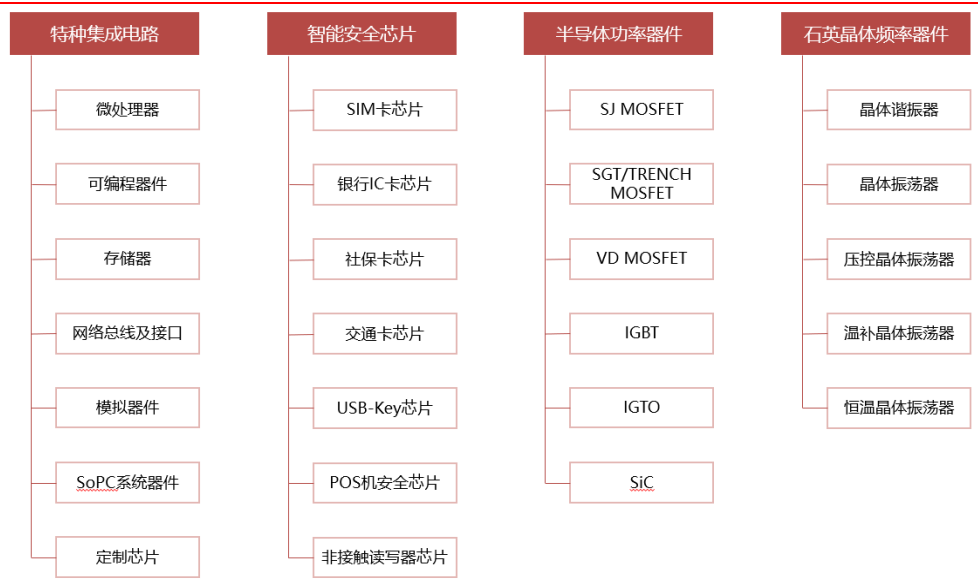 特种集成电路
微处理器
可编程器件
存储器
网络总线及接口
模拟器件
SoPC系统器件
定制芯片
智能安全芯片
SIM卡芯片
银行IC卡芯片
社保卡芯片
交通卡芯片
USB-Key芯片
POS机安全芯片
非接触读写器芯片
半导体功率器件
SJ MOSFET
SGT/TRENCH
MOSFET
VD MOSFET
IGBT
IGTO
SiC
石英晶体频率器件
晶体谐振器
晶体振荡器
压控晶体振荡器
温补晶体振荡器
恒温晶体振荡器